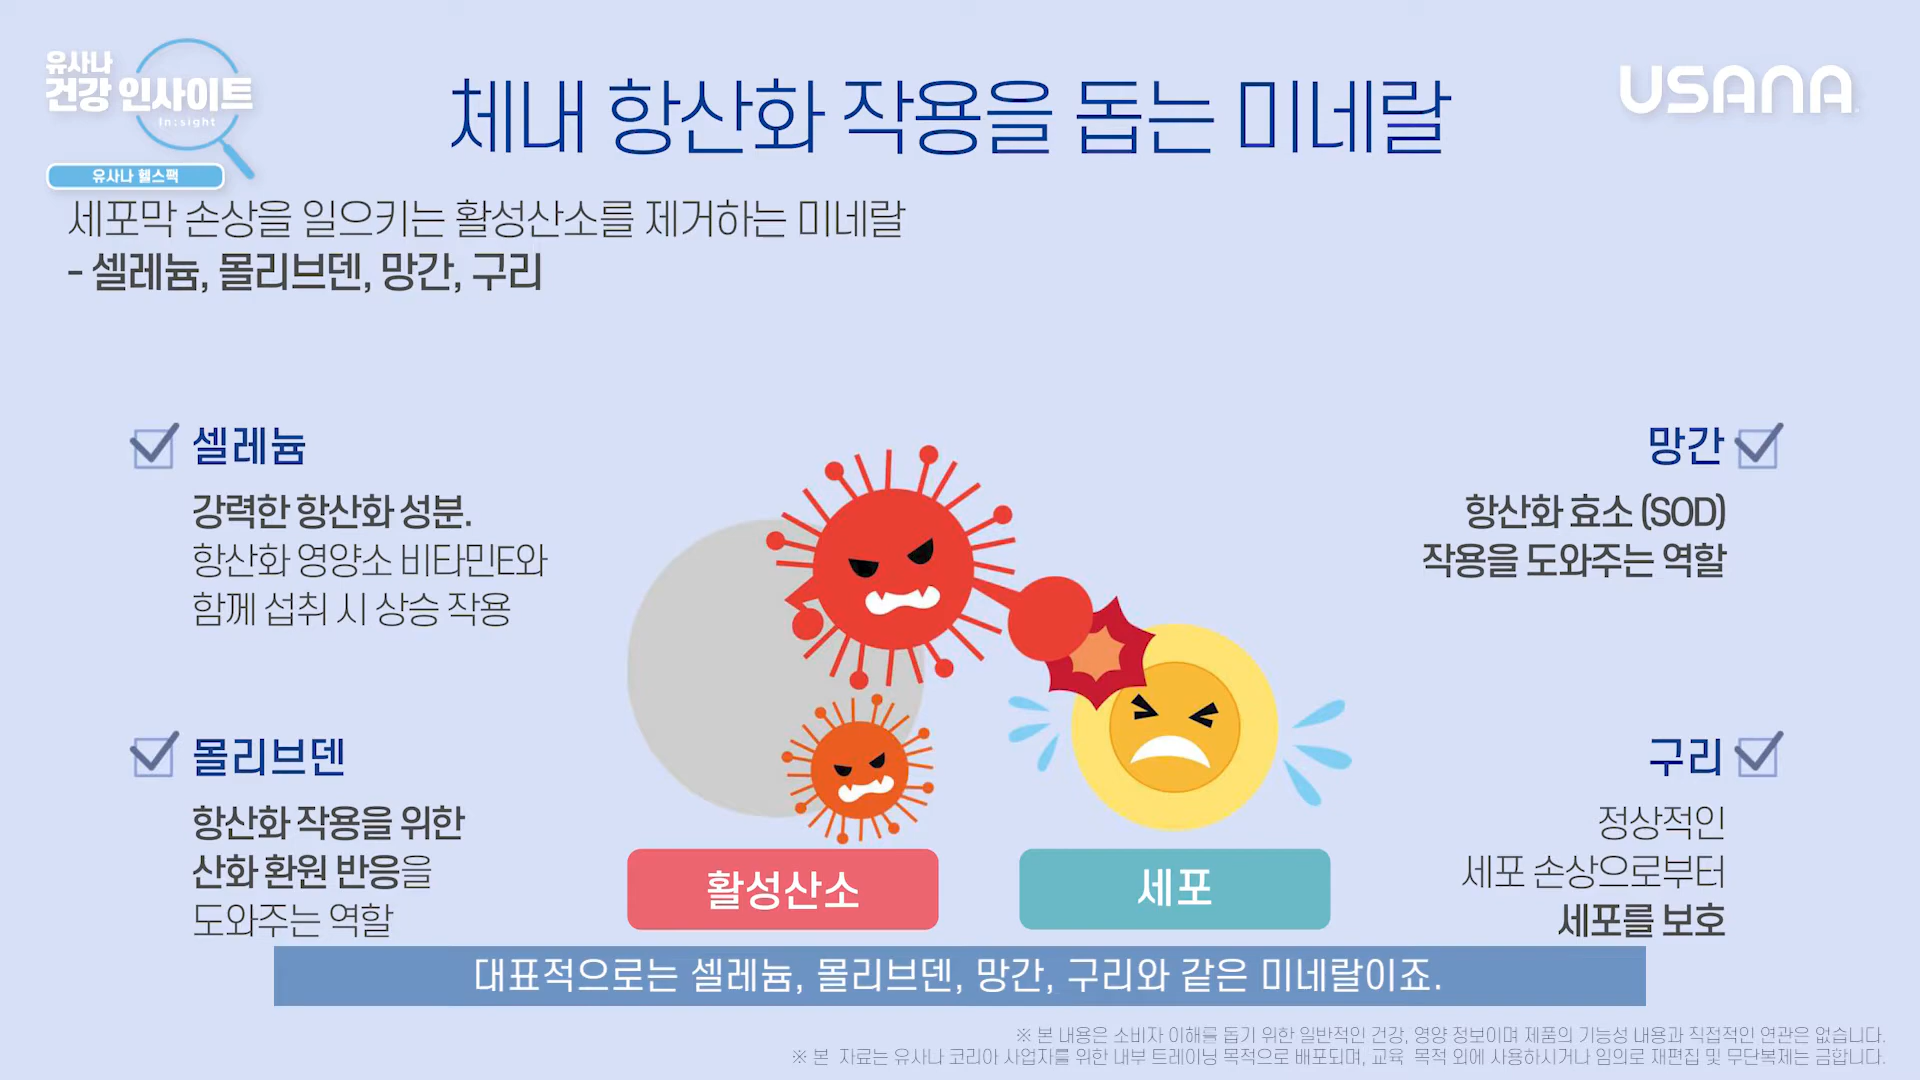 유사나
건강 인사이트
In:sight
유사나 헬스팩
체내 항산화 작용을 돕는 미네랄
USANA
세포막 손상을 일으키는 활성산소를 제거하는 미네랄
- 셀레늄, 몰리브덴, 망간, 구리
셀레늄
강력한 항산화 성분.
항산화 영양소 비타민E와
함께 섭취 시 상승 작용
몰리브덴
항산화 작용을 위한
산화 환원 반응을
도와주는 역할
활성산소
세포
망간
항산화 효소 (SOD)
작용을 도와주는 역할
구리
정상적인
세포 손상으로부터
세포를 보호
대표적으로는 셀레늄, 몰리브덴, 망간, 구리와 같은 미네랄이죠.
※ 본 내용은 소비자 이해를 돕기 위한 일반적인 건강, 영양 정보이며 제품의 기능성 내용과 직접적인 연관은 없습니다.
※ 본 자료는 유사나 코리아 사업자를 위한 내부 트레이닝 목적으로 배포되며, 교육 목적 외에 사용하시거나 임의로 재편집 및 무단복제는 금합니다.